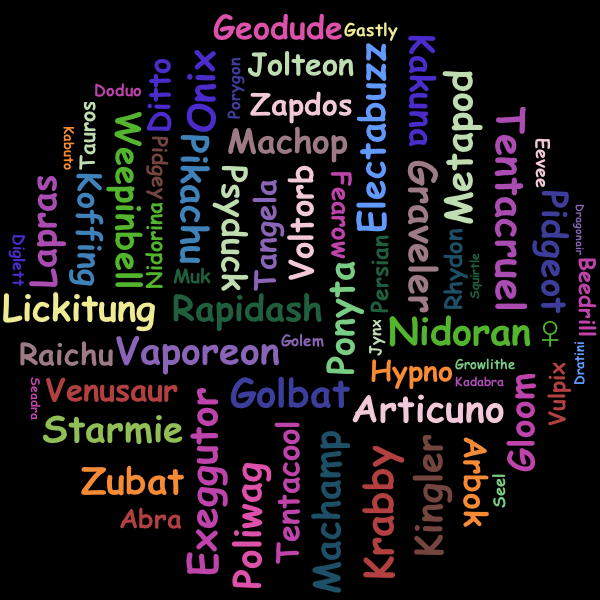 Geodude
Gastly
Jolteon
Onix
Porygon
Ditto
Doduo
Zapdos
Electabuzz
Kakuna
Metapod
Tentacruel
Eevee
Kabuto
Tauros
Weepinbell
Pidgey
Pikachu
Machop
Psyduck
Tangela
Voltorb
Fearow
Graveler
Lapras
Koffing
Nidorina
Muk
Persian
Rhydon
Squirtle
Pidgeot
Dragonair
Beedrill
Diglett
Lickitung
Rapidash
Ponyta
Jynx
Nidoran ♀
Raichu
Vaporeon
Golem
Hypno
Growlithe
Kadabra
Dratini
Vulpix
Seadra
Venusaur
Golbat
Articuno
Gloom
Starmie
Exeggutor
Poliwag
Tentacool
Machamp
Krabby
Kingler
Arbok
Seel
Zubat
Abra